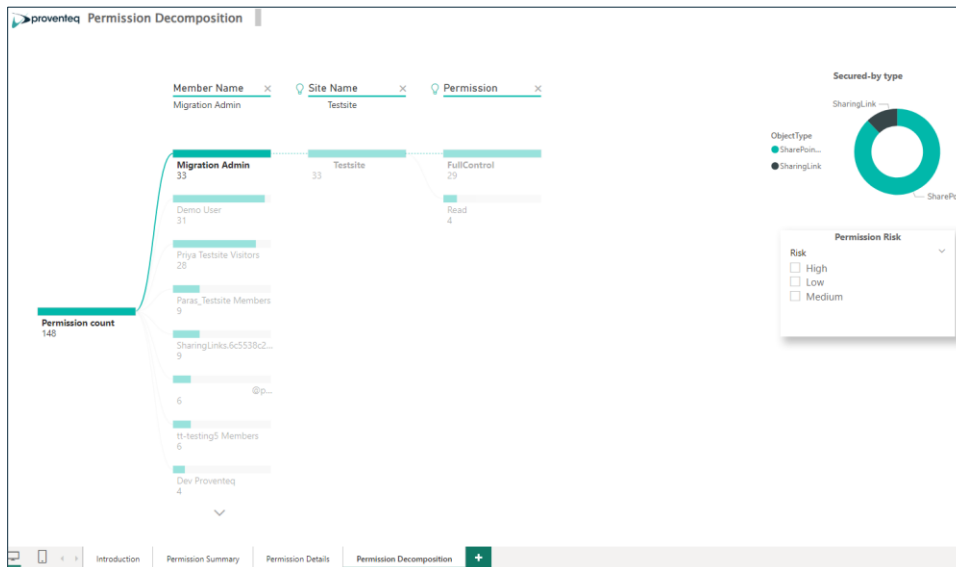 proventeq Permission Decomposition
Member Name
Migration Admin
Site Name
Testsite
Permission
Permission count
148
Migration Admin
33
Demo User
31
Priya Testsite Visitors
28
Paras_Testsite Members
9
SharingLinks.6c5538c2...
9
@p...
6
tt-testing5 Members
6
Dev Proventeq
4
Testsite
33
FullControl
29
Read
4
Secured-by type
SharingLink
ObjectType
SharePoin...
SharingLink
SharePo
Permission Risk
Risk
High
Low
Medium
Introduction
Permission Summary
Permission Details
Permission Decomposition
+